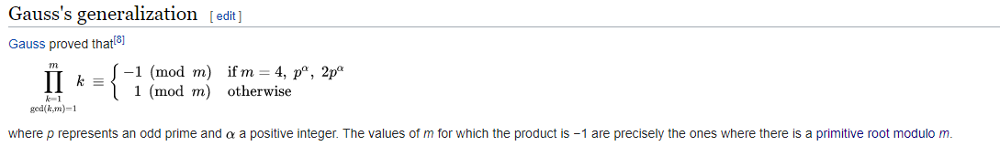 Gauss's generalization [ edit ]
Gauss proved that[8]
$$\prod_{\substack{k=1 \\ \gcd(k,m)=1}}^{m} k \equiv \begin{cases} -1 \pmod{m} & \text{if } m = 4,\ p^\alpha,\ 2p^\alpha \\ 1 \pmod{m} & \text{otherwise} \end{cases}$$
where p represents an odd prime and α a positive integer. The values of m for which the product is −1 are precisely the ones where there is a primitive root modulo m.